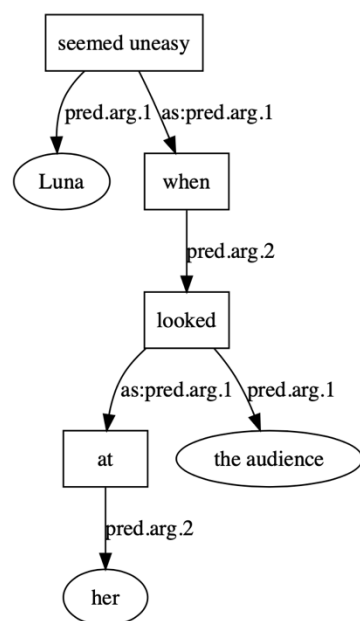 seemed uneasy
pred.arg.1 as:pred.arg.1
Luna when
pred.arg.2
looked
as:pred.arg.1 pred.arg.1
at the audience
pred.arg.2
her